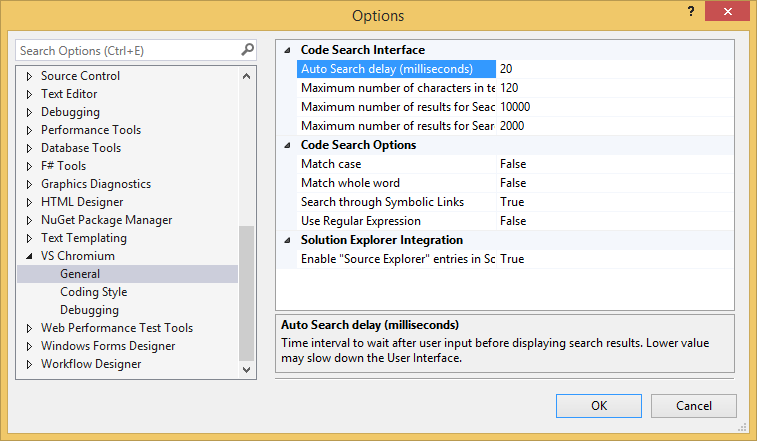 Options
?
Search Options (Ctrl+E)
Source Control
Text Editor
Debugging
Performance Tools
Database Tools
F# Tools
Graphics Diagnostics
HTML Designer
NuGet Package Manager
Text Templating
VS Chromium
General
Coding Style
Debugging
Web Performance Test Tools
Windows Forms Designer
Workflow Designer
Code Search Interface
Auto Search delay (milliseconds) 20
Maximum number of characters in te 120
Maximum number of results for Seac 10000
Maximum number of results for Sear 2000
Code Search Options
Match case False
Match whole word False
Search through Symbolic Links True
Use Regular Expression False
Solution Explorer Integration
Enable "Source Explorer" entries in Sc True
Auto Search delay (milliseconds)
Time interval to wait after user input before displaying search results. Lower value
may slow down the User Interface.
OK Cancel